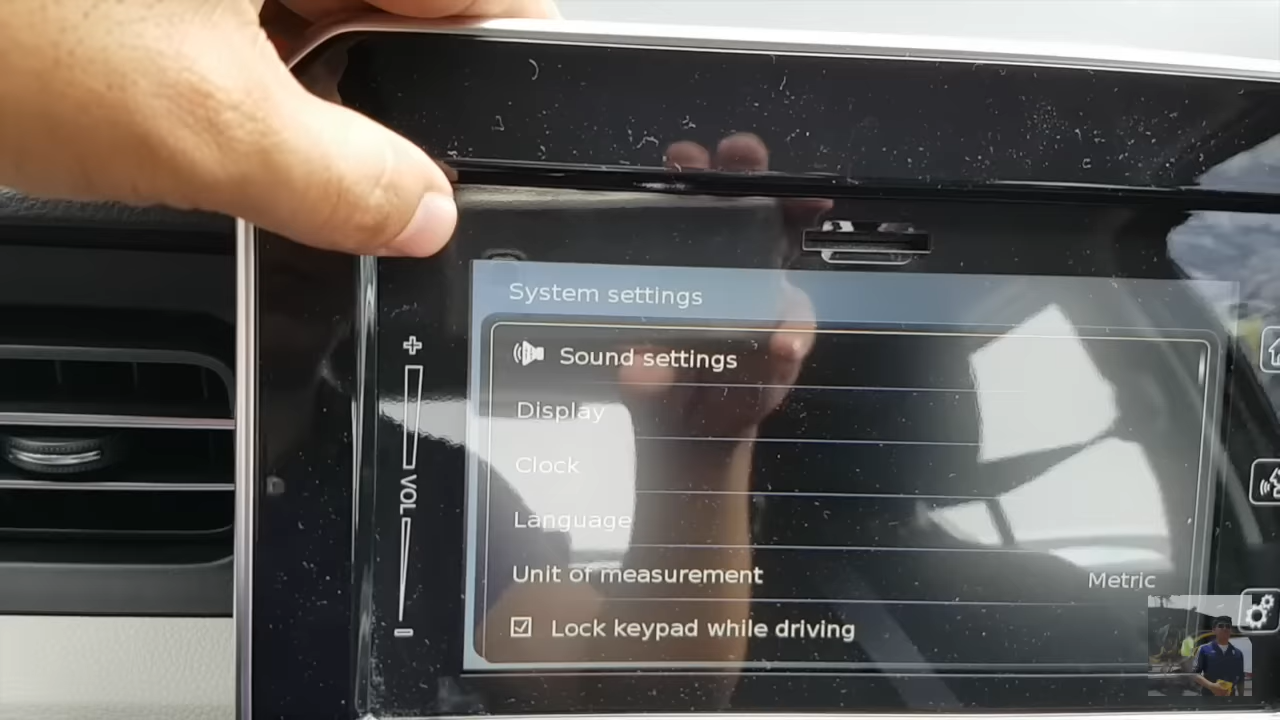 System settings
Sound settings
Display
Clock
Language
Unit of measurement Metric
Lock keypad while driving
+
VOL
−